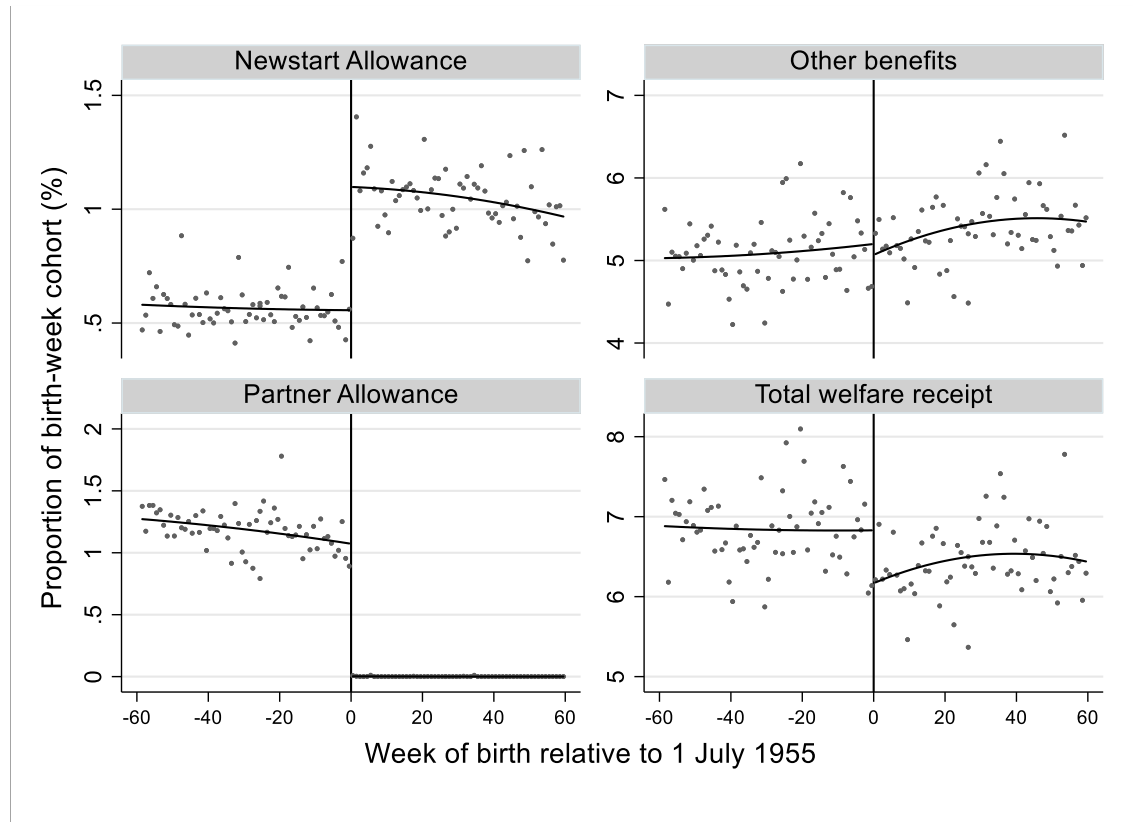 Proportion of birth-week cohort (%)
Newstart Allowance
1.5
1
.5
Other benefits
7
6
5
4
Partner Allowance
2
1.5
1
.5
0
-60 -40 -20 0 20 40 60
Total welfare receipt
8
7
6
5
-60 -40 -20 0 20 40 60
Week of birth relative to 1 July 1955